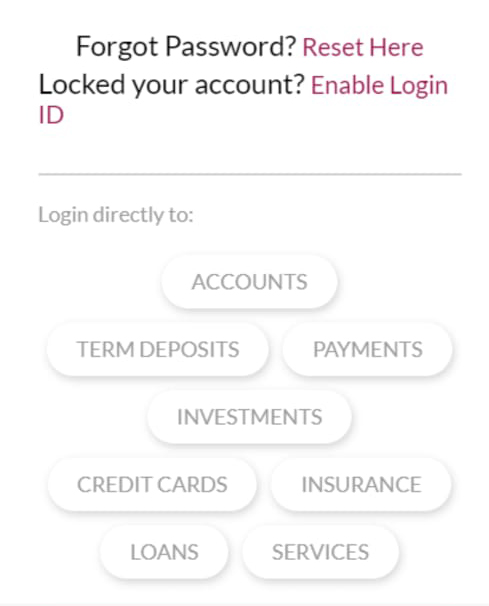 Forgot Password? Reset Here
Locked your account? Enable Login
ID
Login directly to:
ACCOUNTS
TERM DEPOSITS PAYMENTS
INVESTMENTS
CREDIT CARDS INSURANCE
LOANS SERVICES